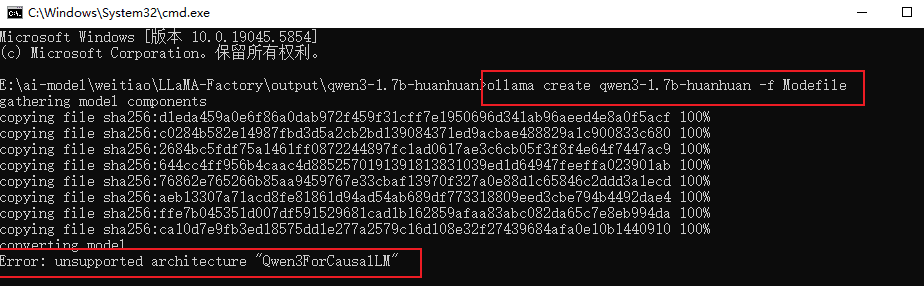 C:\Windows\System32\cmd.exe
Microsoft Windows [版本 10.0.19045.5854]
(c) Microsoft Corporation。保留所有权利。
E:\ai-model\weitiao\LLaMA-Factory\output\qwen3-1.7b-huanhuan>ollama create qwen3-1.7b-huanhuan -f Modefile
gathering model components
copying file sha256:d1eda459a0e6f86a0dab972f459f31cff7e1950696d341ab96aeed4e8a0f5acf 100%
copying file sha256:c0284b582e14987fbd3d5a2cb2bd139084371ed9acbae488829a1c900833c680 100%
copying file sha256:2684bc5fdf75a1461ff0872244897fc1ad0617ae3c6cb05f3f8f4e64f7447ac9 100%
copying file sha256:644cc4ff956b4caac4d8852570191391813831039ed1d64947feeffa023901ab 100%
copying file sha256:76862e765266b85aa9459767e33cbaf13970f327a0e88d1c65846c2ddd3a1ecd 100%
copying file sha256:aeb13307a71acd8fe81861d94ad54ab689df773318809eed3cbe794b4492dae4 100%
copying file sha256:ffe7b045351d007df591529681cad1b162859afaa83abc082da65c7e8eb994da 100%
copying file sha256:ca10d7e9fb3ed18575dd1e277a2579c16d108e32f27439684afa0e10b1440910 100%
converting model
Error: unsupported architecture "Qwen3ForCausalLM"